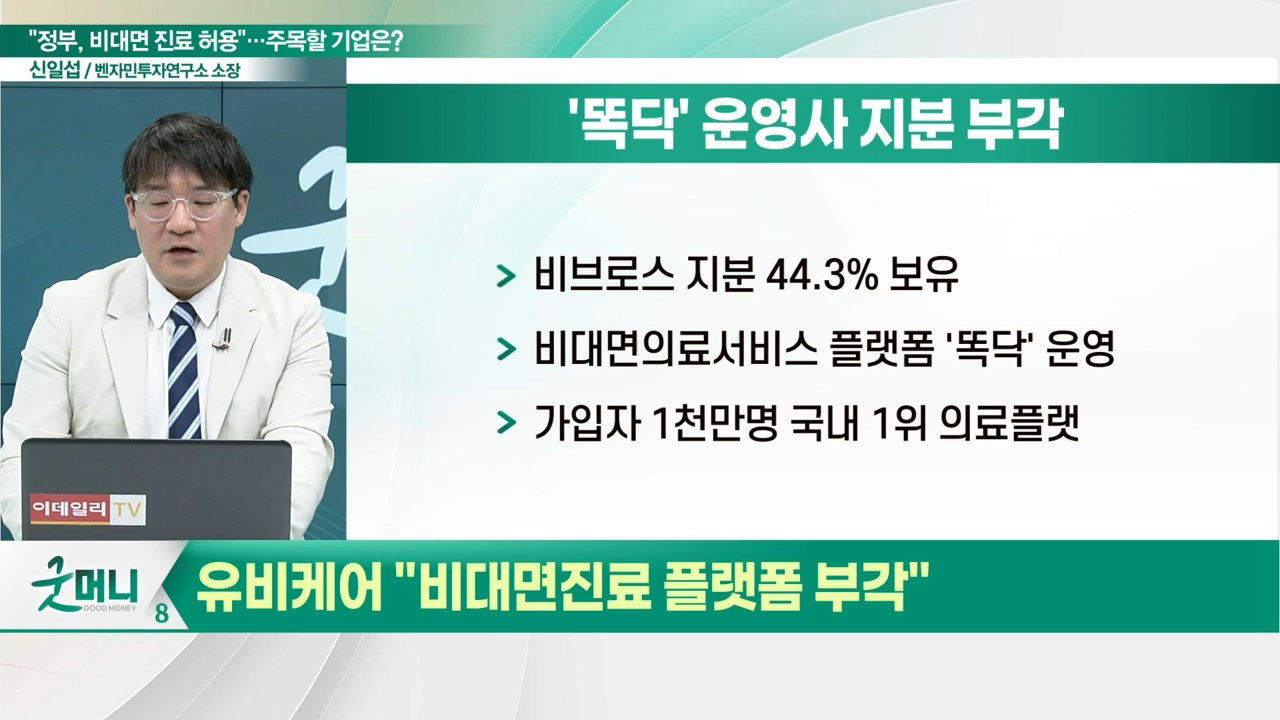 "정부, 비대면 진료 허용"…주목할 기업은?
신일섭 / 벤자민투자연구소 소장
'똑닥' 운영사 지분 부각
> 비브로스 지분 44.3% 보유
> 비대면의료서비스 플랫폼 '똑닥' 운영
> 가입자 1천만명 국내 1위 의료플랫
이데일리 TV
굿머니
GOOD MONEY
8
유비케어 "비대면진료 플랫폼 부각"